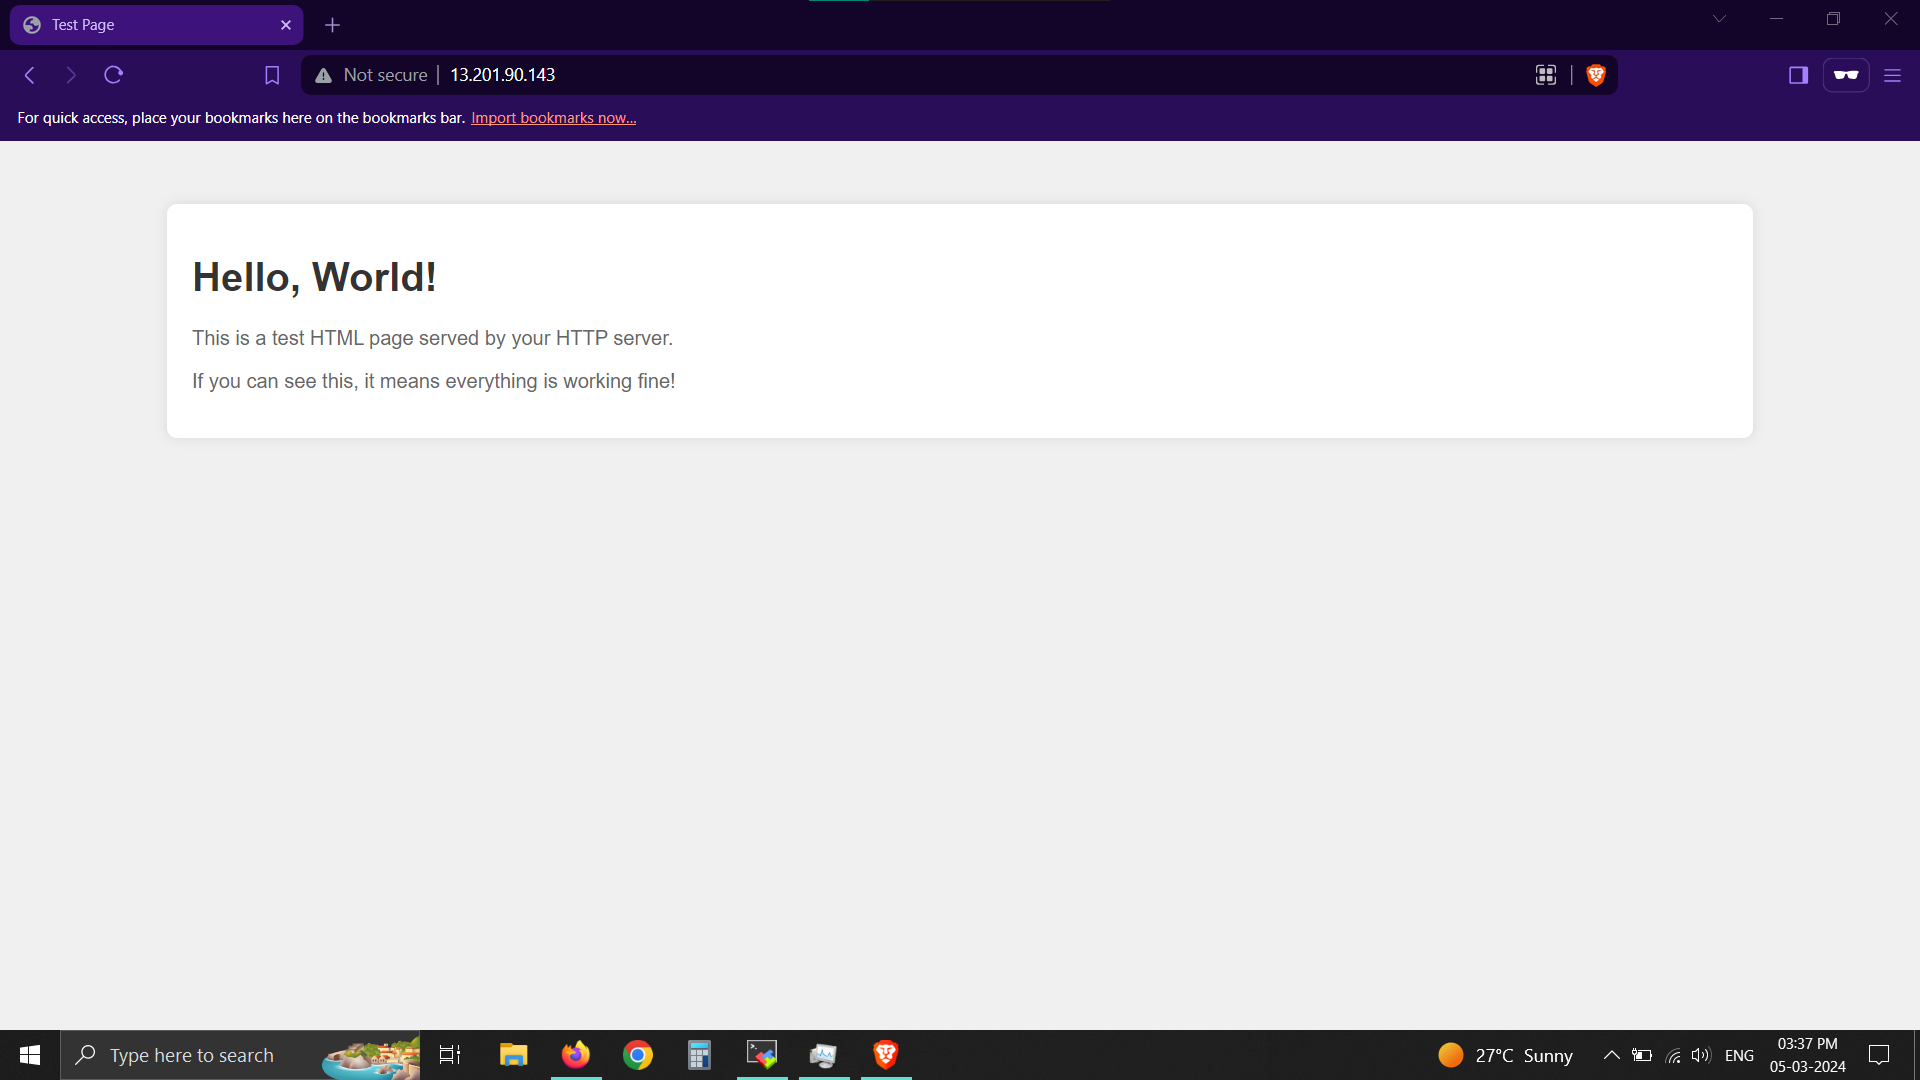 Test Page
Not secure
13.201.90.143
For quick access, place your bookmarks here on the bookmarks bar. Import bookmarks now...
Hello, World!
This is a test HTML page served by your HTTP server.
If you can see this, it means everything is working fine!
Type here to search
27°C Sunny
ENG
03:37 PM
05-03-2024